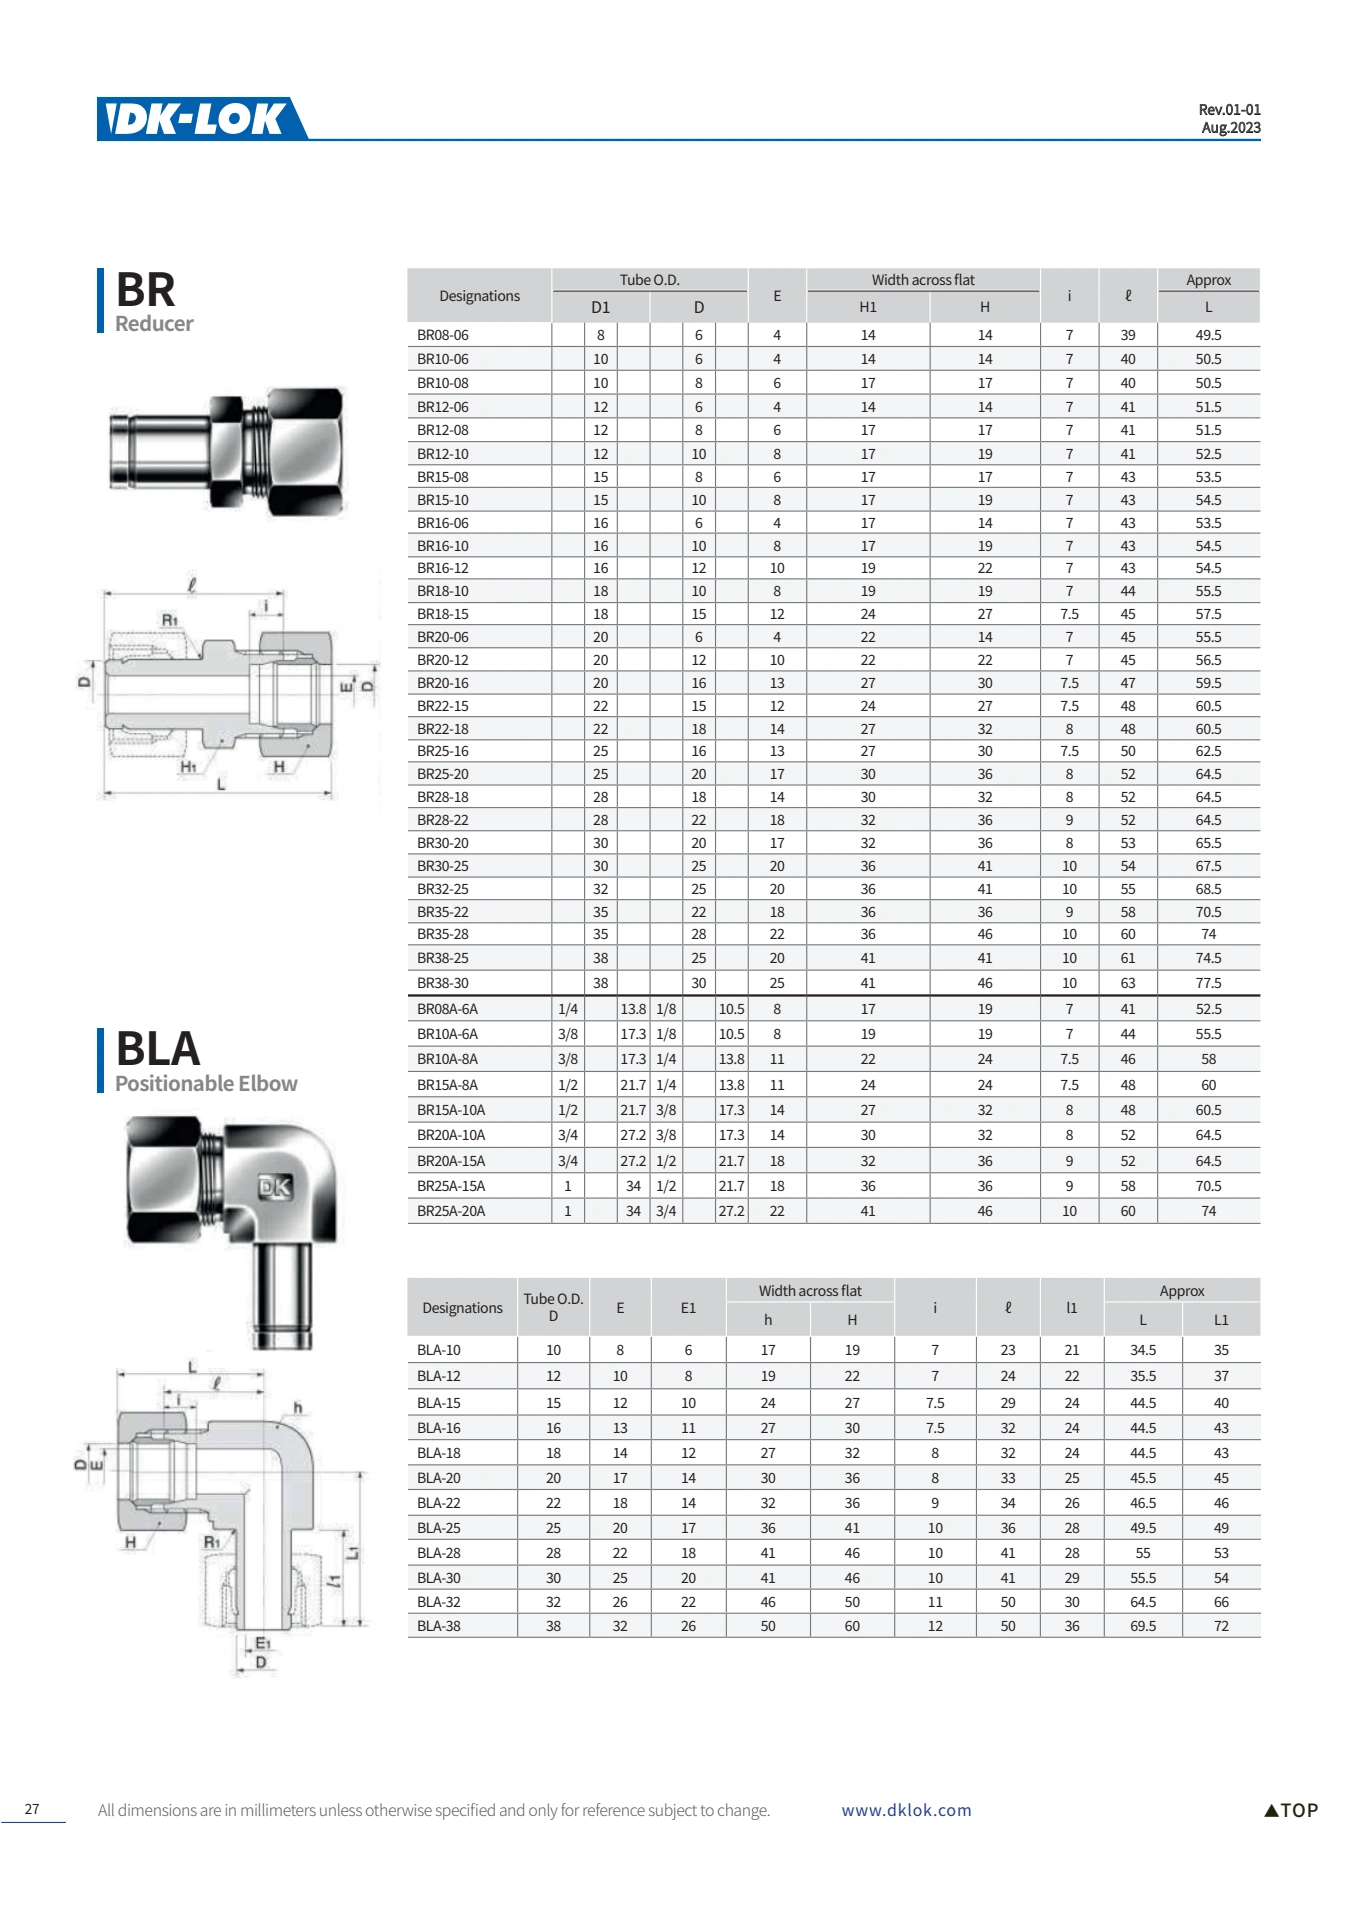 DK-LOK
Rev.01-01
Aug.2023
BR
Reducer
ℓ
i
R1
D
E
D
H1
H
L
Designations Tube O.D. E Width across flat i ℓ Approx
D1 D H1 H L
BR08-06 8 6 4 14 14 7 39 49.5
BR10-06 10 6 4 14 14 7 40 50.5
BR10-08 10 8 6 17 17 7 40 50.5
BR12-06 12 6 4 14 14 7 41 51.5
BR12-08 12 8 6 17 17 7 41 51.5
BR12-10 12 10 8 17 19 7 41 52.5
BR15-08 15 8 6 17 17 7 43 53.5
BR15-10 15 10 8 17 19 7 43 54.5
BR16-06 16 6 4 17 14 7 43 53.5
BR16-10 16 10 8 17 19 7 43 54.5
BR16-12 16 12 10 19 22 7 43 54.5
BR18-10 18 10 8 19 19 7 44 55.5
BR18-15 18 15 12 24 27 7.5 45 57.5
BR20-06 20 6 4 22 14 7 45 55.5
BR20-12 20 12 10 22 22 7 45 56.5
BR20-16 20 16 13 27 30 7.5 47 59.5
BR22-15 22 15 12 24 27 7.5 48 60.5
BR22-18 22 18 14 27 32 8 48 60.5
BR25-16 25 16 13 27 30 7.5 50 62.5
BR25-20 25 20 17 30 36 8 52 64.5
BR28-18 28 18 14 30 32 8 52 64.5
BR28-22 28 22 18 32 36 9 52 64.5
BR30-20 30 20 17 32 36 8 53 65.5
BR30-25 30 25 20 36 41 10 54 67.5
BR32-25 32 25 20 36 41 10 55 68.5
BR35-22 35 22 18 36 36 9 58 70.5
BR35-28 35 28 22 36 46 10 60 74
BR38-25 38 25 20 41 41 10 61 74.5
BR38-30 38 30 25 41 46 10 63 77.5
BR08A-6A 1/4 13.8 1/8 10.5 8 17 19 7 41 52.5
BR10A-6A 3/8 17.3 1/8 10.5 8 19 19 7 44 55.5
BR10A-8A 3/8 17.3 1/4 13.8 11 22 24 7.5 46 58
BR15A-8A 1/2 21.7 1/4 13.8 11 24 24 7.5 48 60
BR15A-10A 1/2 21.7 3/8 17.3 14 27 32 8 48 60.5
BR20A-10A 3/4 27.2 3/8 17.3 14 30 32 8 52 64.5
BR20A-15A 3/4 27.2 1/2 21.7 18 32 36 9 52 64.5
BR25A-15A 1 34 1/2 21.7 18 36 36 9 58 70.5
BR25A-20A 1 34 3/4 27.2 22 41 46 10 60 74
BLA
Positionable Elbow
DK
L
ℓ
i
h
D
E
H
R1
L1
l1
E1
D
Designations Tube O.D. D E E1 Width across flat i ℓ l1 Approx
h H L L1
BLA-10 10 8 6 17 19 7 23 21 34.5 35
BLA-12 12 10 8 19 22 7 24 22 35.5 37
BLA-15 15 12 10 24 27 7.5 29 24 44.5 40
BLA-16 16 13 11 27 30 7.5 32 24 44.5 43
BLA-18 18 14 12 27 32 8 32 24 44.5 43
BLA-20 20 17 14 30 36 8 33 25 45.5 45
BLA-22 22 18 14 32 36 9 34 26 46.5 46
BLA-25 25 20 17 36 41 10 36 28 49.5 49
BLA-28 28 22 18 41 46 10 41 28 55 53
BLA-30 30 25 20 41 46 10 41 29 55.5 54
BLA-32 32 26 22 46 50 11 50 30 64.5 66
BLA-38 38 32 26 50 60 12 50 36 69.5 72
27
All dimensions are in millimeters unless otherwise specified and only for reference subject to change.
www.dklok.com
▲TOP